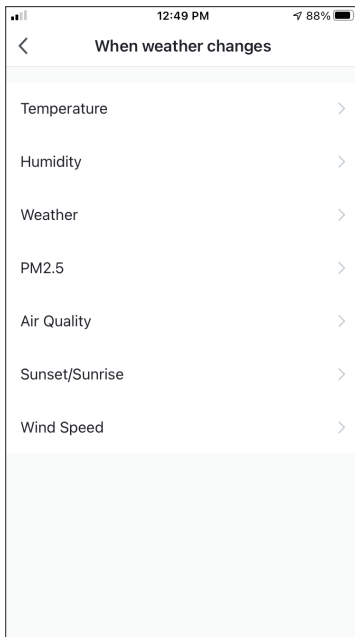 12:49 PM
88%
When weather changes
Temperature
Humidity
Weather
PM2.5
Air Quality
Sunset/Sunrise
Wind Speed